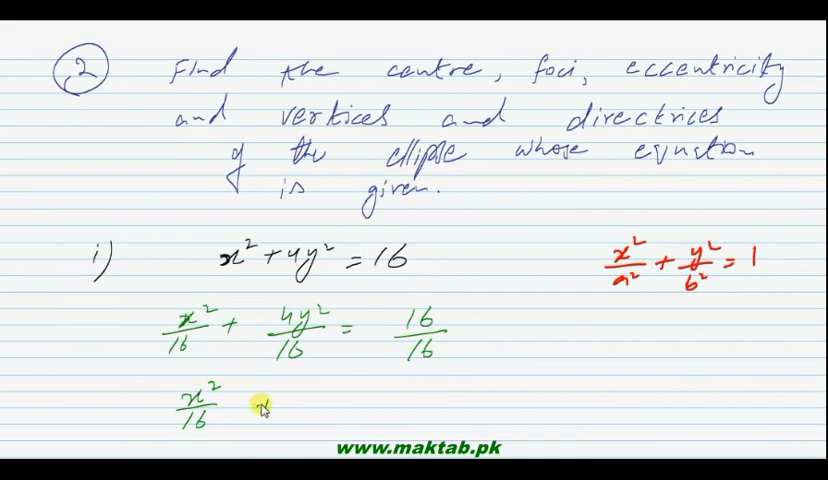 2 Find the centre, foci, eccentricity
and vertices and directrices
of the ellipse whose equation
is given.
i) x² + 4y² = 16 x²/a² + y²/b² = 1
x²/16 + 4y²/16 = 16/16
x²/16
www.maktab.pk